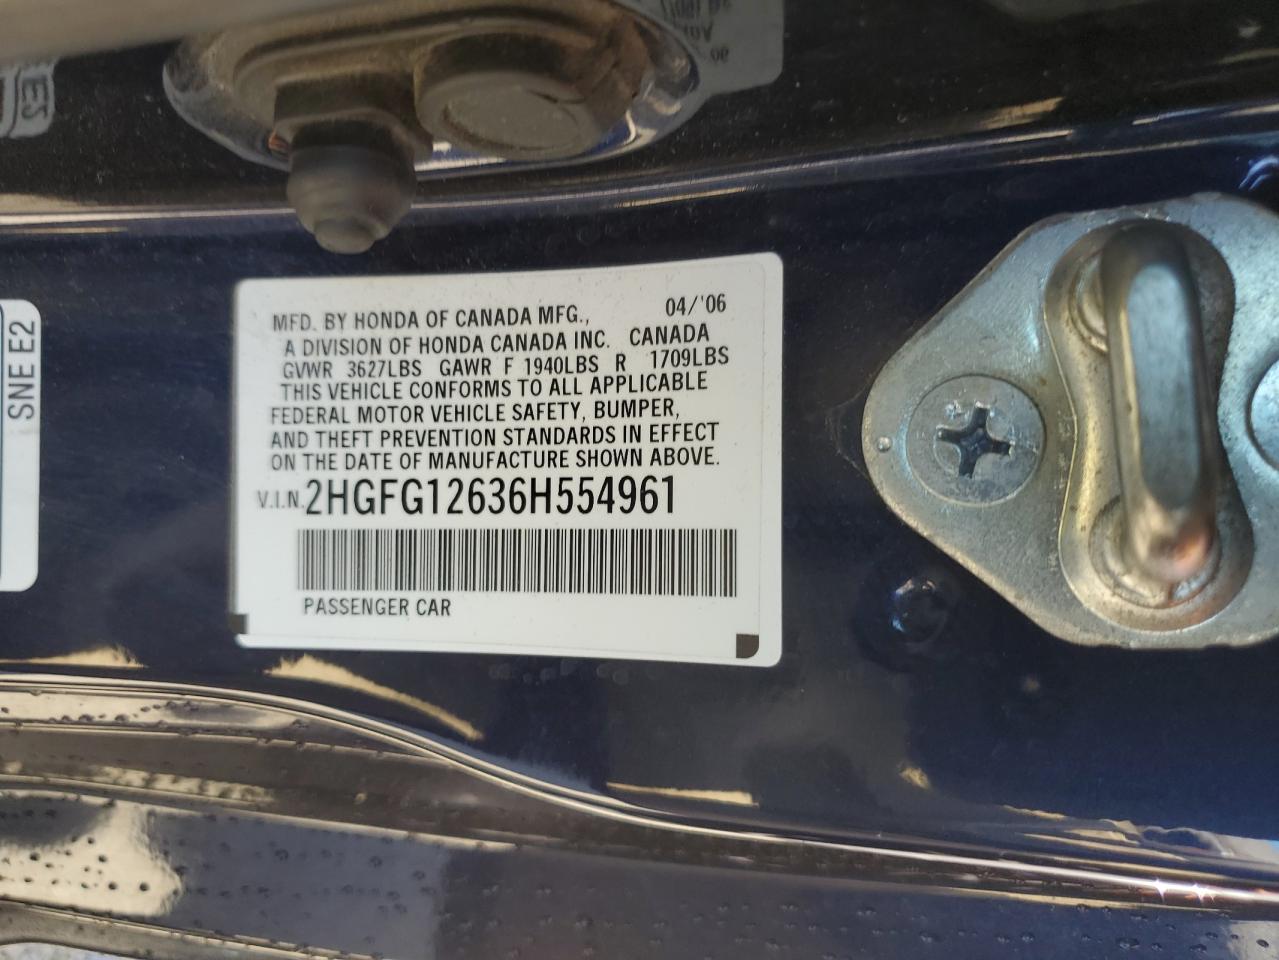 MFD. BY HONDA OF CANADA MFG., 04/'06
A DIVISION OF HONDA CANADA INC. CANADA
GVWR 3627LBS GAWR F 1940LBS R 1709LBS
THIS VEHICLE CONFORMS TO ALL APPLICABLE
FEDERAL MOTOR VEHICLE SAFETY, BUMPER,
AND THEFT PREVENTION STANDARDS IN EFFECT
ON THE DATE OF MANUFACTURE SHOWN ABOVE.
V.I.N. 2HGFG12636H554961
PASSENGER CAR
SNE E2